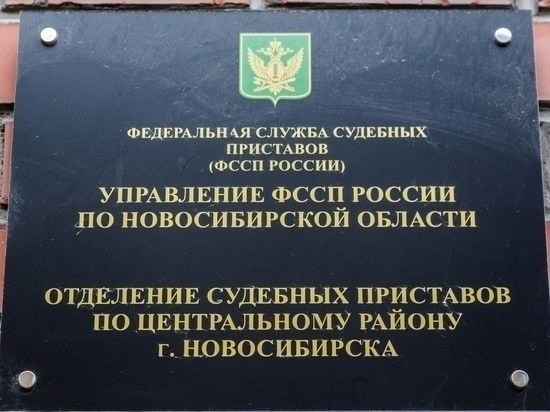 ФЕДЕРАЛЬНАЯ СЛУЖБА СУДЕБНЫХ
ПРИСТАВОВ
(ФССП РОССИИ)
УПРАВЛЕНИЕ ФССП РОССИИ
ПО НОВОСИБИРСКОЙ ОБЛАСТИ
ОТДЕЛЕНИЕ СУДЕБНЫХ ПРИСТАВОВ
ПО ЦЕНТРАЛЬНОМУ РАЙОНУ
г. НОВОСИБИРСКА